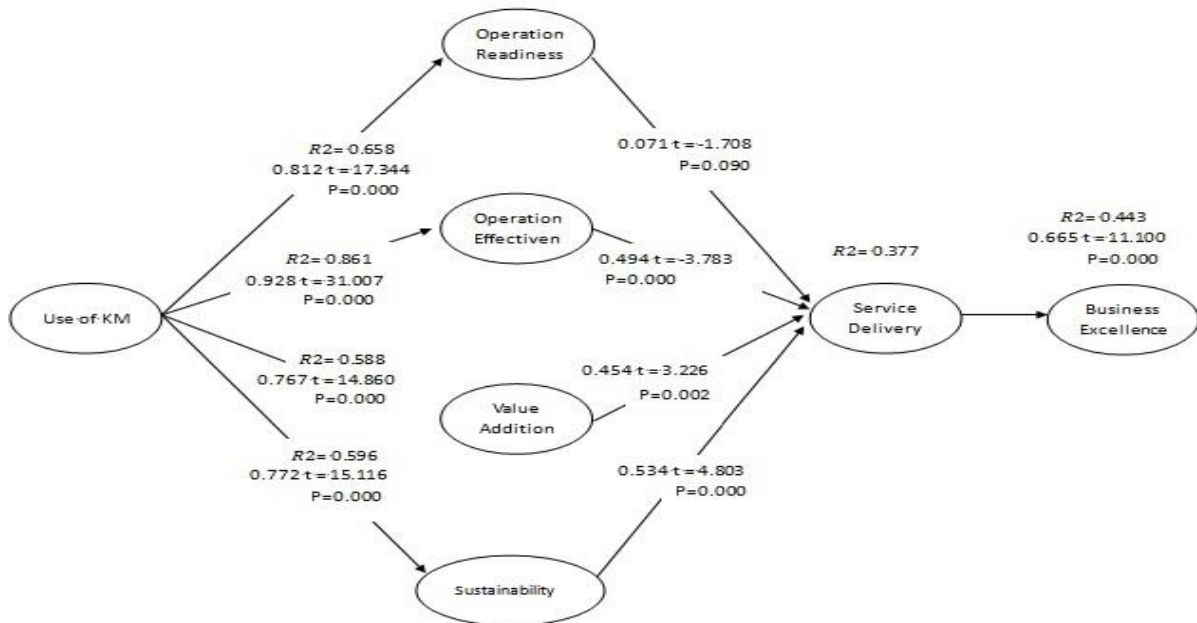 Operation
Readiness
R2=·0.658
0.812·t·=·17.344
P=0.000
0.071·t=·-1.708
P=0.090
Operation
Effectiven
R2=·0.861
0.928·t=·31.007
P=0.000
0.494·t=·-3.783
P=0.000
R2=·0.377
R2=·0.443
0.665·t=·11.100
P=0.000
Use·of·KM
Service
Delivery
Business
Excellence
R2=·0.588
0.767·t=·14.860
P=0.000
0.454·t·=·3.226
P=0.002
Value
Addition
R2=·0.596
0.772·t=·15.116
P=0.000
0.534·t=·4.803
P=0.000
Sustainability